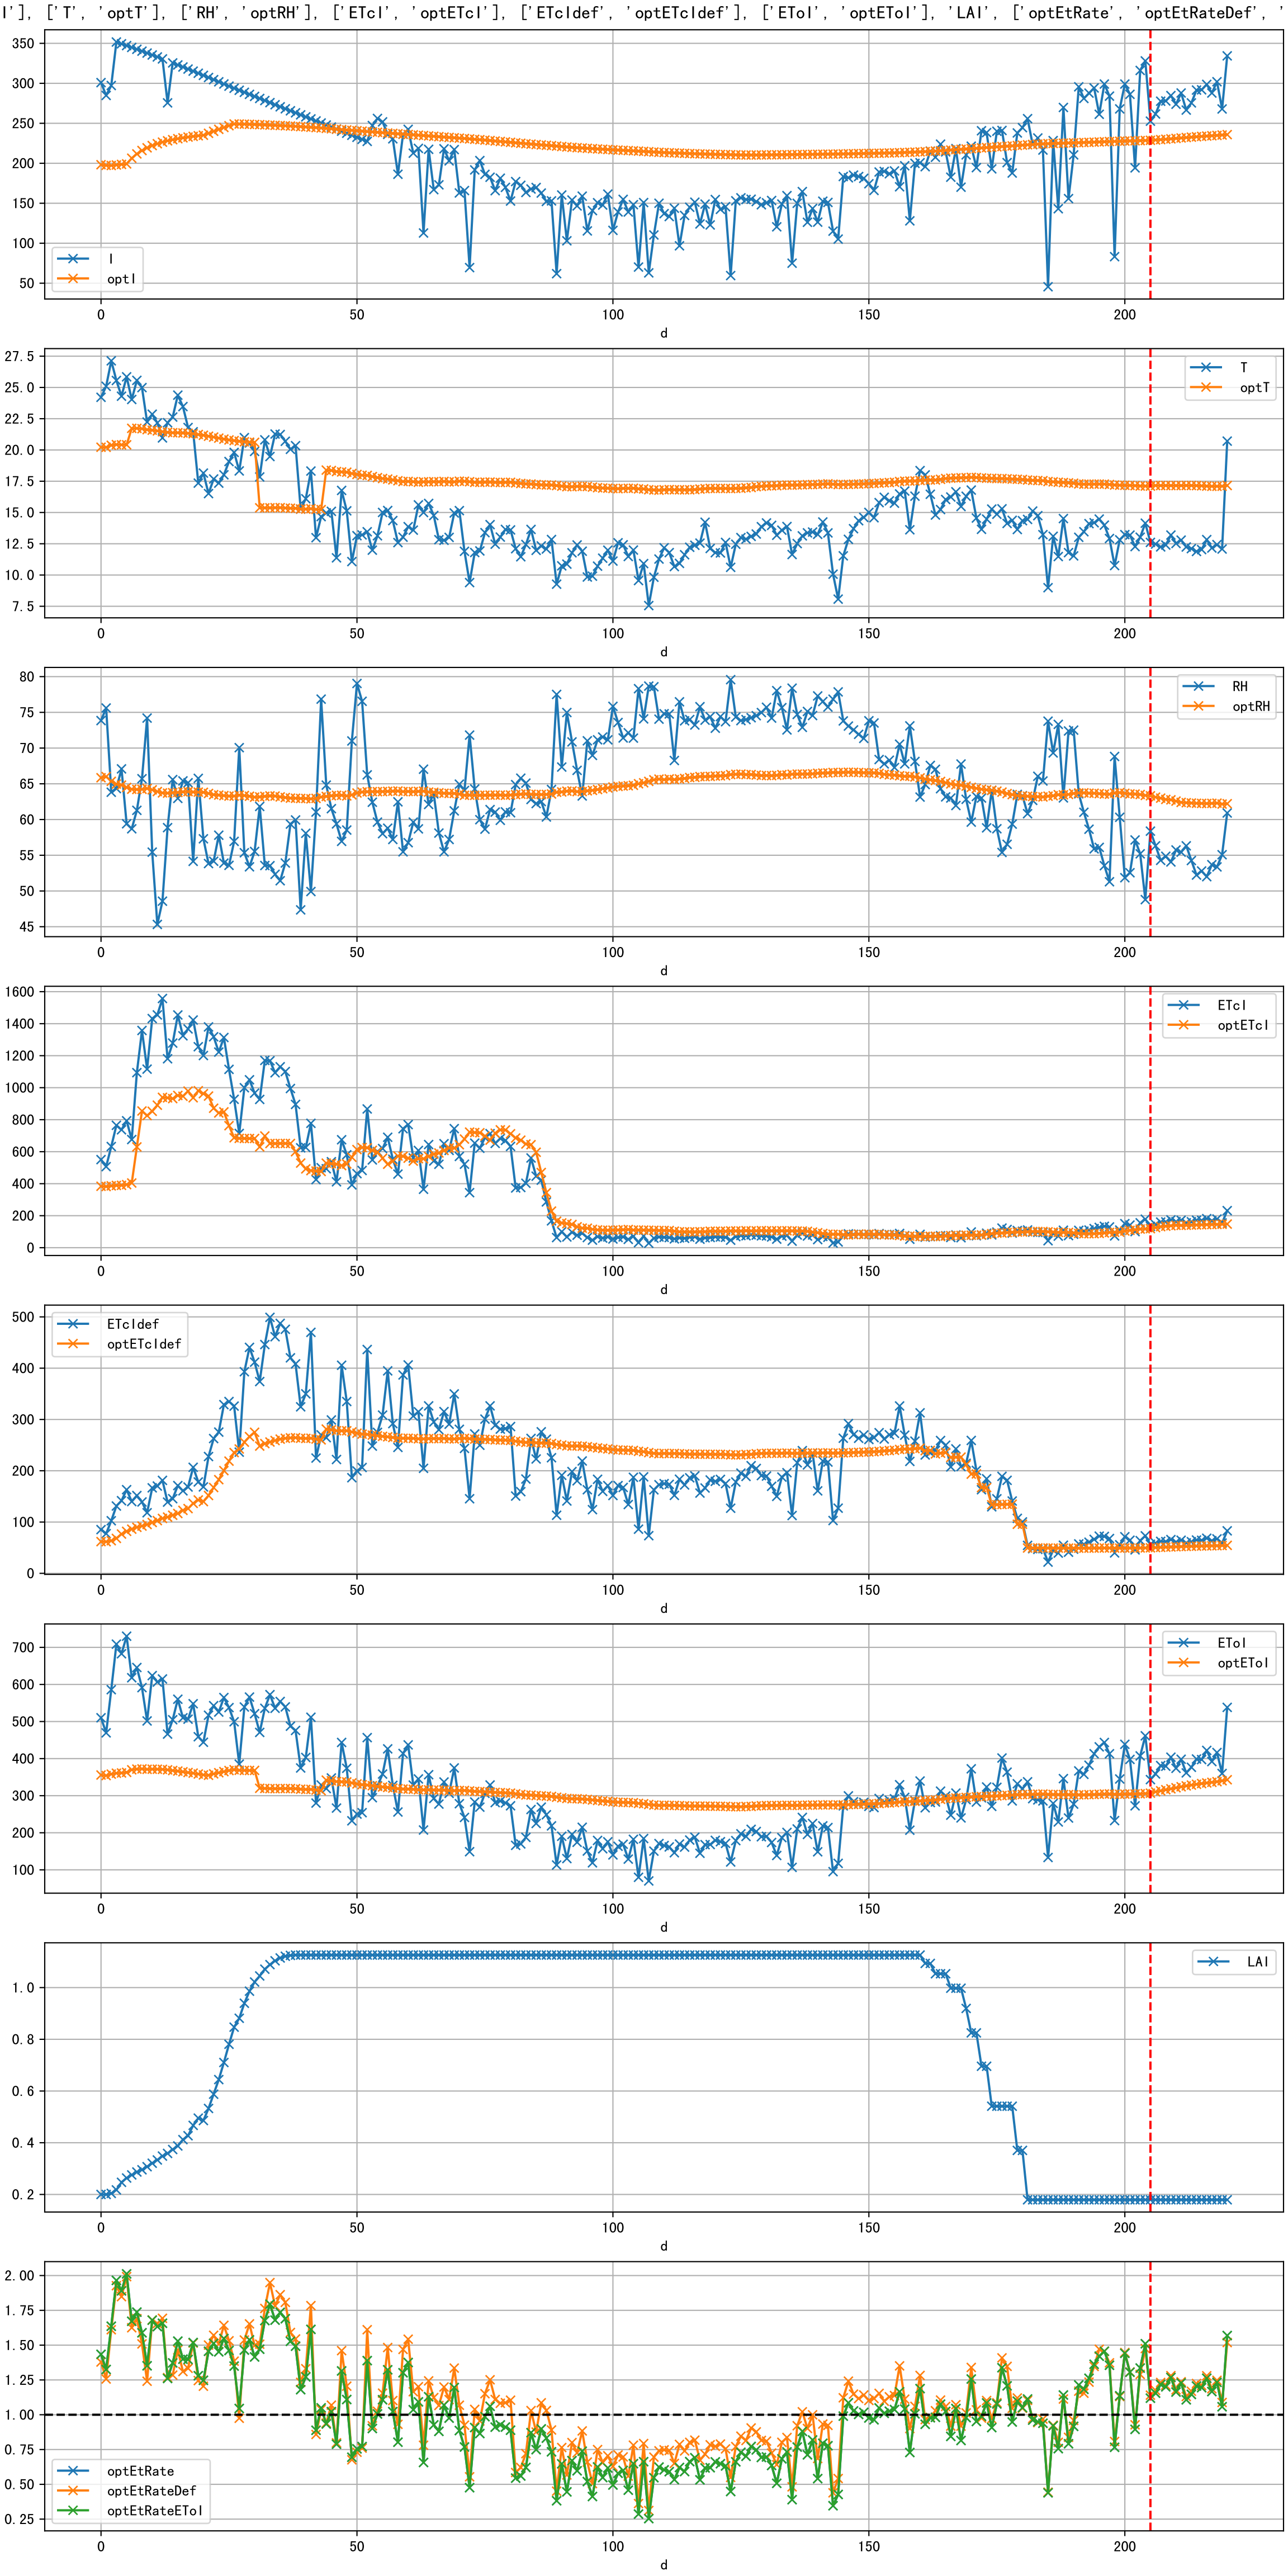 I'], ['T', 'optT'], ['RH', 'optRH'], ['ETcI', 'optETcI'], ['ETcIdef', 'optETcIdef'], ['EToI', 'optEToI'], 'LAI', ['optEtRate', 'optEtRateDef', '
350
300
250
200
150
100
50
I
optI
0 50 100 150 200
d
27.5
25.0
22.5
20.0
17.5
15.0
12.5
10.0
7.5
T
optT
0 50 100 150 200
d
80
75
70
65
60
55
50
45
RH
optRH
0 50 100 150 200
d
1600
1400
1200
1000
800
600
400
200
0
ETcI
optETcI
0 50 100 150 200
d
500
400
300
200
100
0
ETcIdef
optETcIdef
0 50 100 150 200
d
700
600
500
400
300
200
100
EToI
optEToI
0 50 100 150 200
d
1.0
0.8
0.6
0.4
0.2
LAI
0 50 100 150 200
d
2.00
1.75
1.50
1.25
1.00
0.75
0.50
0.25
optEtRate
optEtRateDef
optEtRateEToI
0 50 100 150 200
d